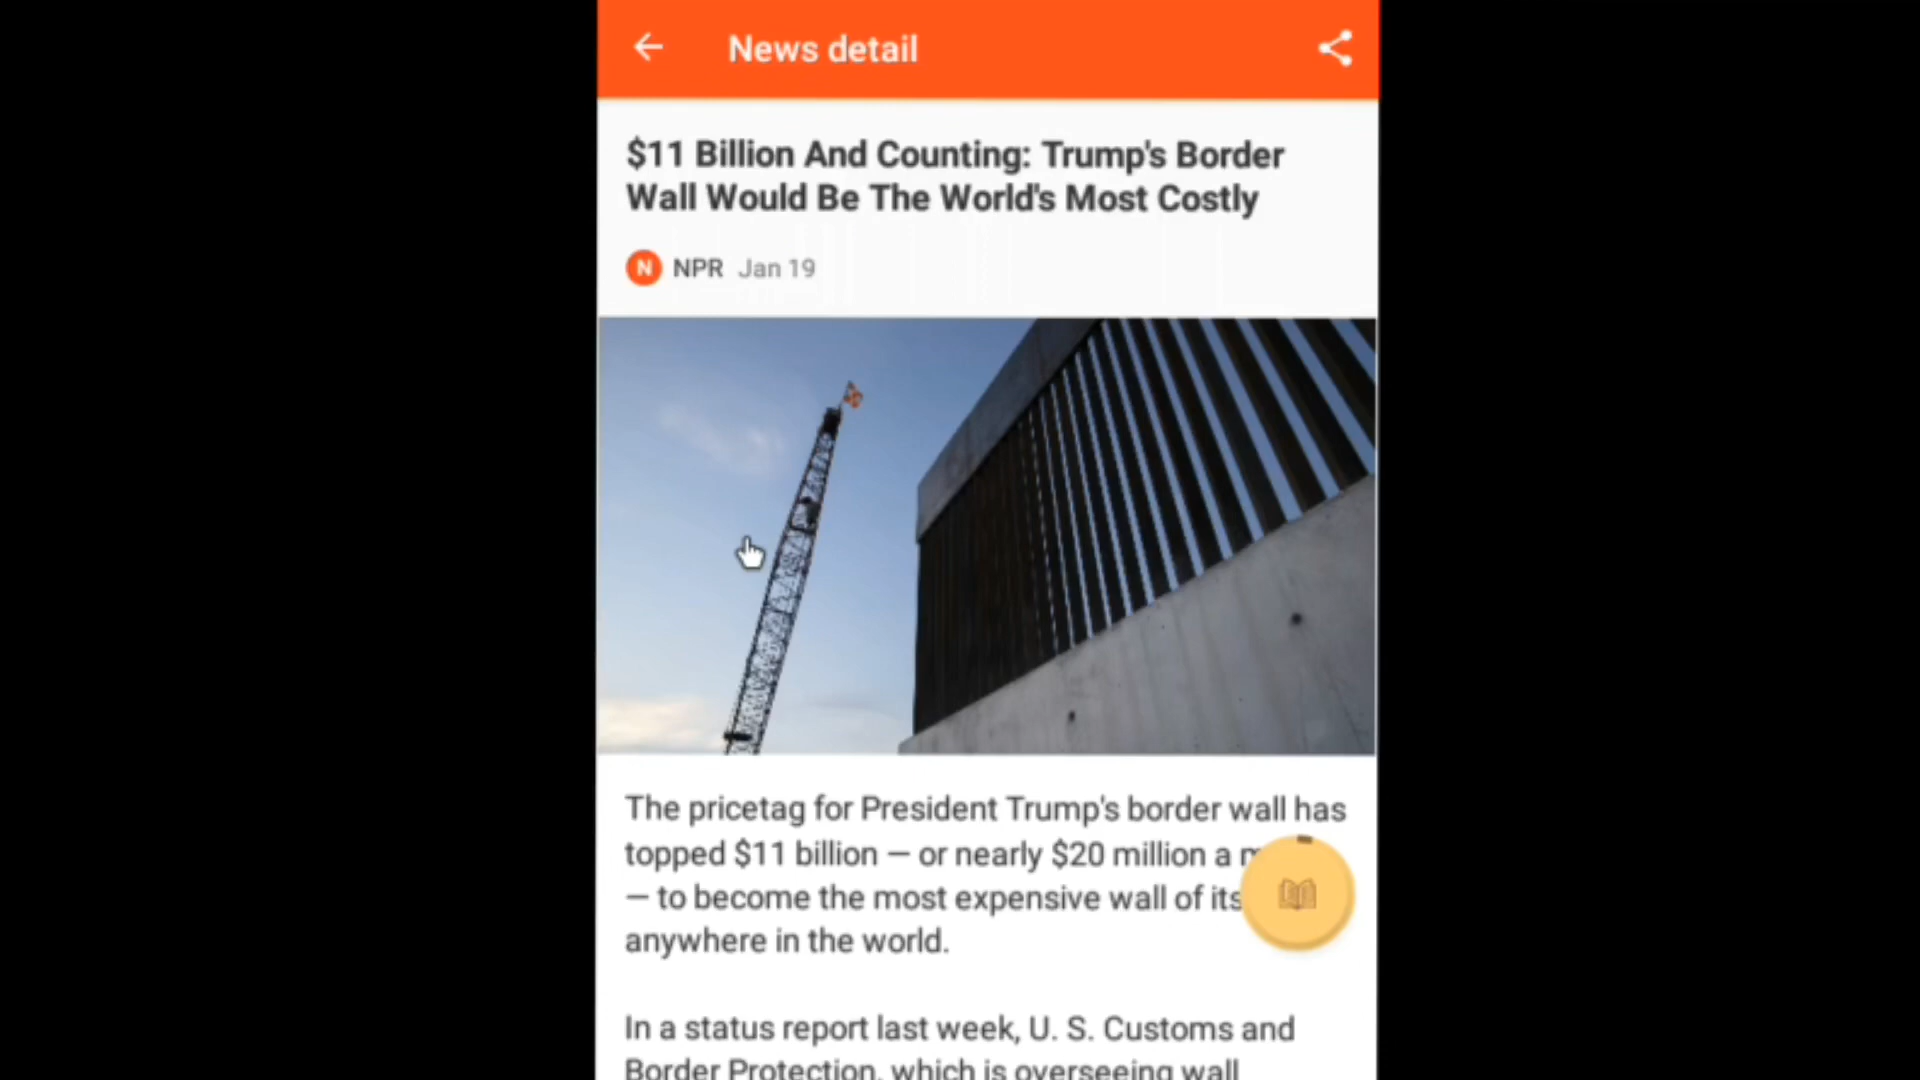 News detail
$11 Billion And Counting: Trump's Border
Wall Would Be The World's Most Costly
N NPR Jan 19
The pricetag for President Trump's border wall has
topped $11 billion — or nearly $20 million a
— to become the most expensive wall of its
anywhere in the world.
In a status report last week, U. S. Customs and
Border Protection, which is overseeing wall